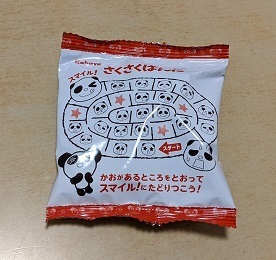 Kabaya
さくさくぱんだ
スマイル!
スタート
かおがあるところをとおって
スマイル!にたどりつこう!